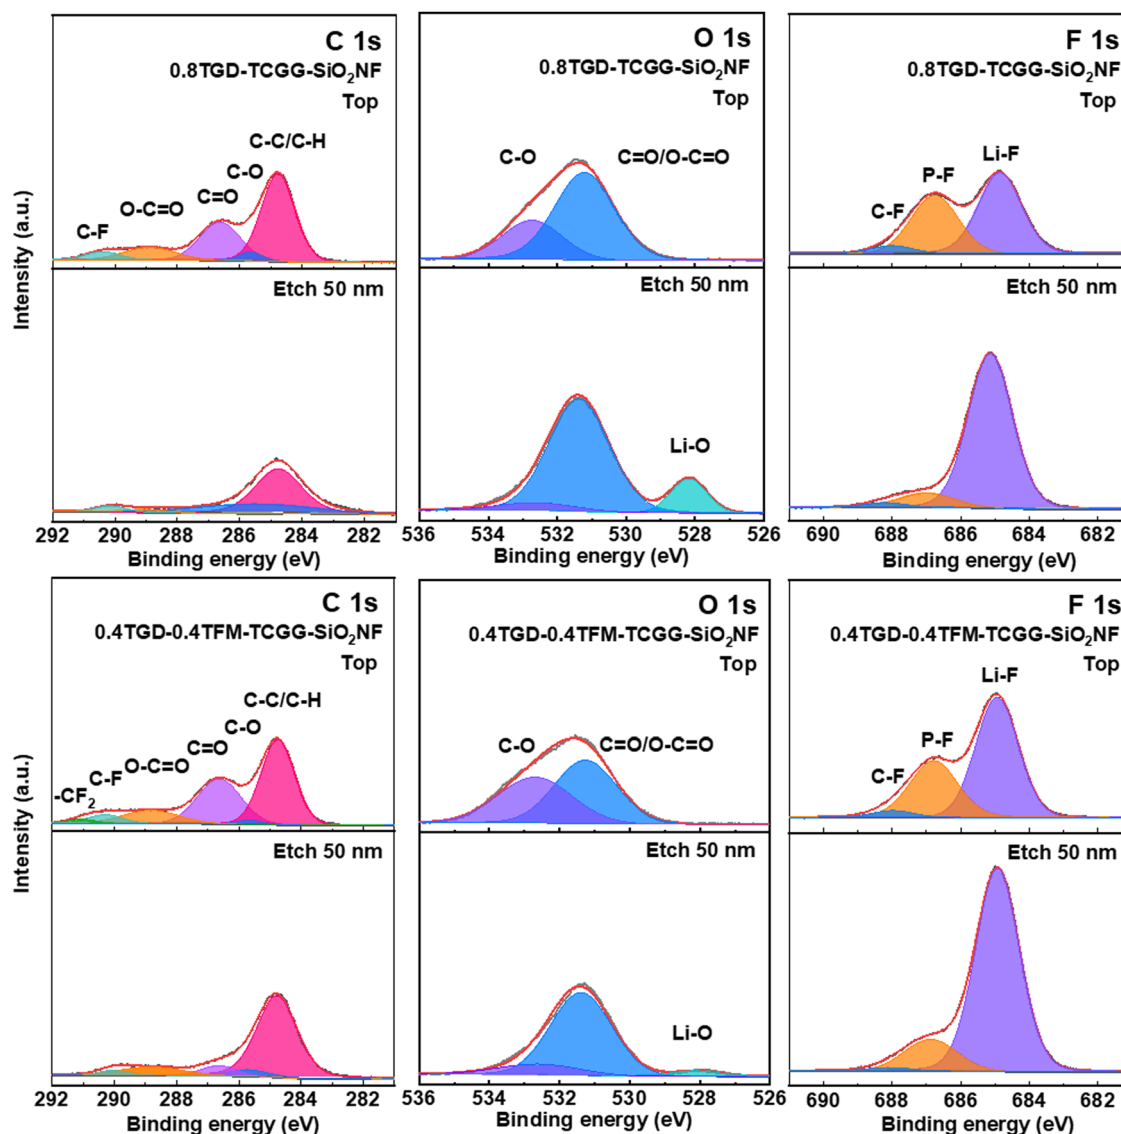 C 1s
0.8TGD-TCGG-SiO₂NF
Top
C-C/C-H
C-O
C=O
O-C=O
C-F
Etch 50 nm
292 290 288 286 284 282
Binding energy (eV)
Intensity (a.u.)
O 1s
0.8TGD-TCGG-SiO₂NF
Top
C-O
C=O/O-C=O
Etch 50 nm
Li-O
536 534 532 530 528 526
Binding energy (eV)
F 1s
0.8TGD-TCGG-SiO₂NF
Top
Li-F
P-F
C-F
Etch 50 nm
690 688 686 684 682
Binding energy (eV)
C 1s
0.4TGD-0.4TFM-TCGG-SiO₂NF
Top
C-C/C-H
C-O
C=O
O-C=O
C-F
-CF₂
Etch 50 nm
292 290 288 286 284 282
Binding energy (eV)
Intensity (a.u.)
O 1s
0.4TGD-0.4TFM-TCGG-SiO₂NF
Top
C-O
C=O/O-C=O
Etch 50 nm
Li-O
536 534 532 530 528 526
Binding energy (eV)
F 1s
0.4TGD-0.4TFM-TCGG-SiO₂NF
Top
Li-F
P-F
C-F
Etch 50 nm
690 688 686 684 682
Binding energy (eV)